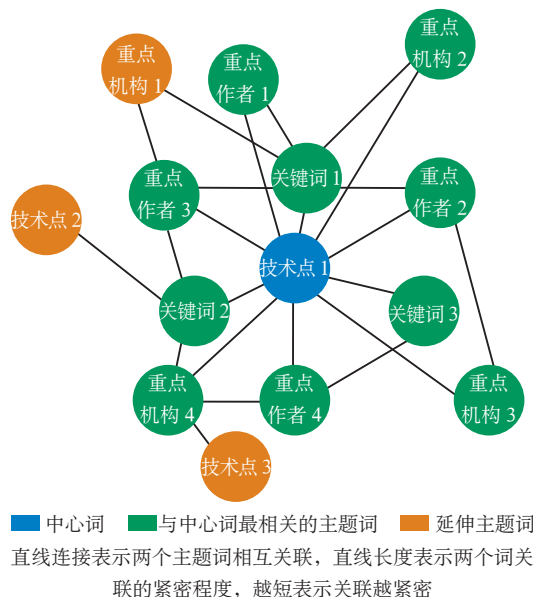 重点
机构 1
重点
作者 1
重点
机构 2
关键词 1
重点
作者 3
重点
作者 2
技术点 2
技术点 1
关键词 2
关键词 3
重点
机构 4
重点
作者 4
重点
机构 3
技术点 3
中心词 与中心词最相关的主题词 延伸主题词
直线连接表示两个主题词相互关联，直线长度表示两个词关
联的紧密程度，越短表示关联越紧密